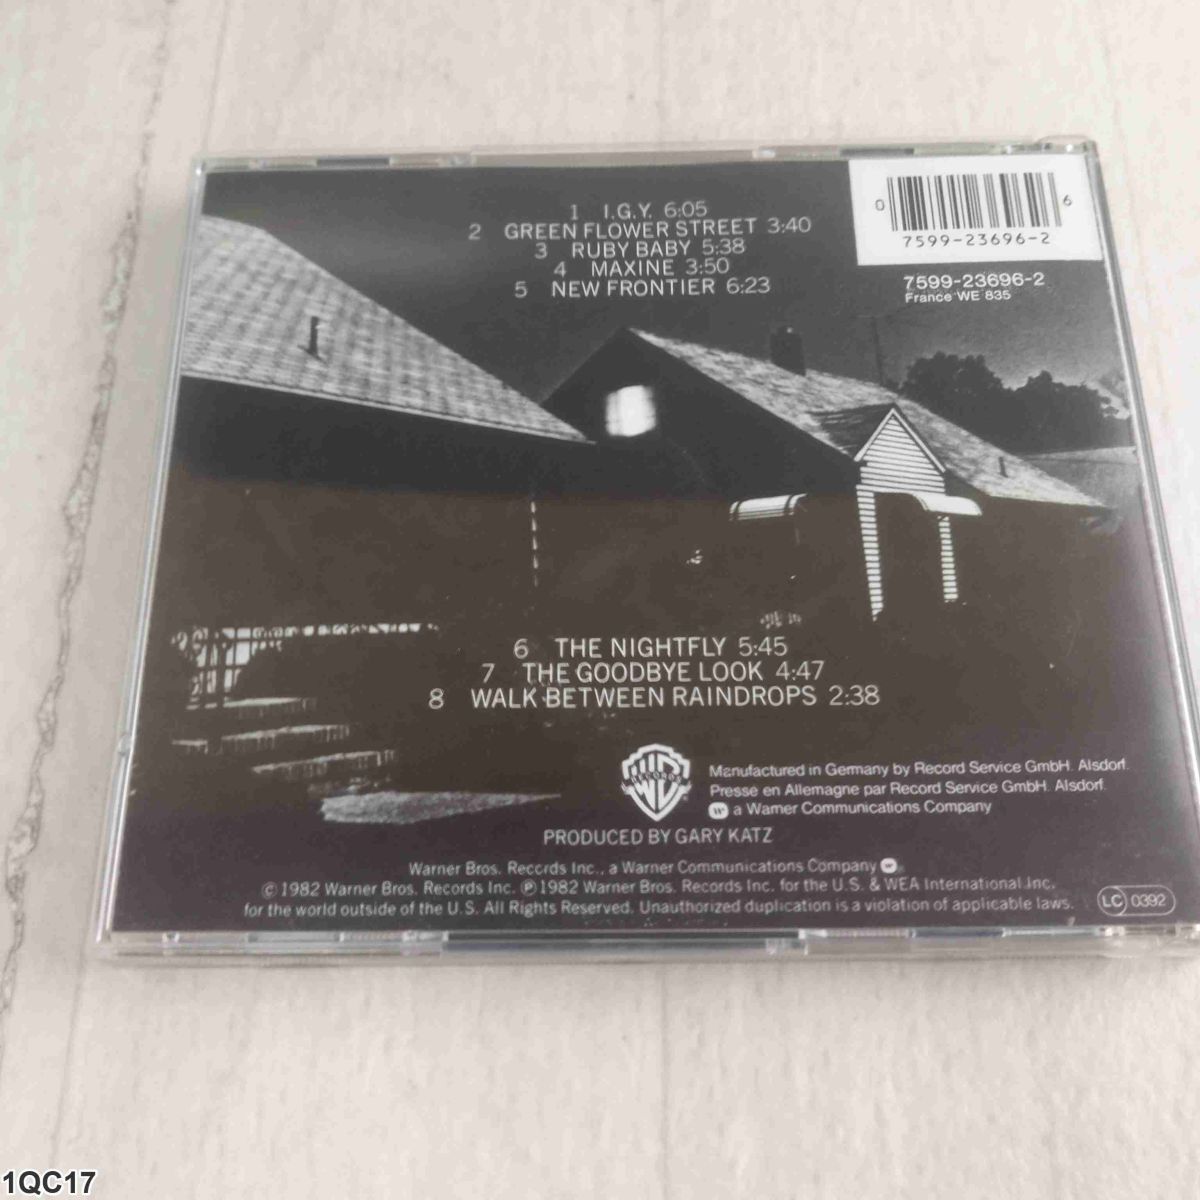 1 I.G.Y. 6:05
2 GREEN FLOWER STREET 3:40
3 RUBY BABY 5:38
4 MAXINE 3:50
5 NEW FRONTIER 6:23
0 6
7599-23696-2
7599-23696-2
France WE 835
6 THE NIGHTFLY 5:45
7 THE GOODBYE LOOK 4:47
8 WALK BETWEEN RAINDROPS 2:38
WB
RECORDS
Manufactured in Germany by Record Service GmbH. Alsdorf.
Presse en Allemagne par Record Service GmbH. Alsdorf.
a Warner Communications Company
PRODUCED BY GARY KATZ
Warner Bros. Records Inc., a Warner Communications Company
© 1982 Warner Bros. Records Inc. ℗ 1982 Warner Bros. Records Inc. for the U.S. & WEA International Inc.
for the world outside of the U.S. All Rights Reserved. Unauthorized duplication is a violation of applicable laws.
LC 0392
1QC17